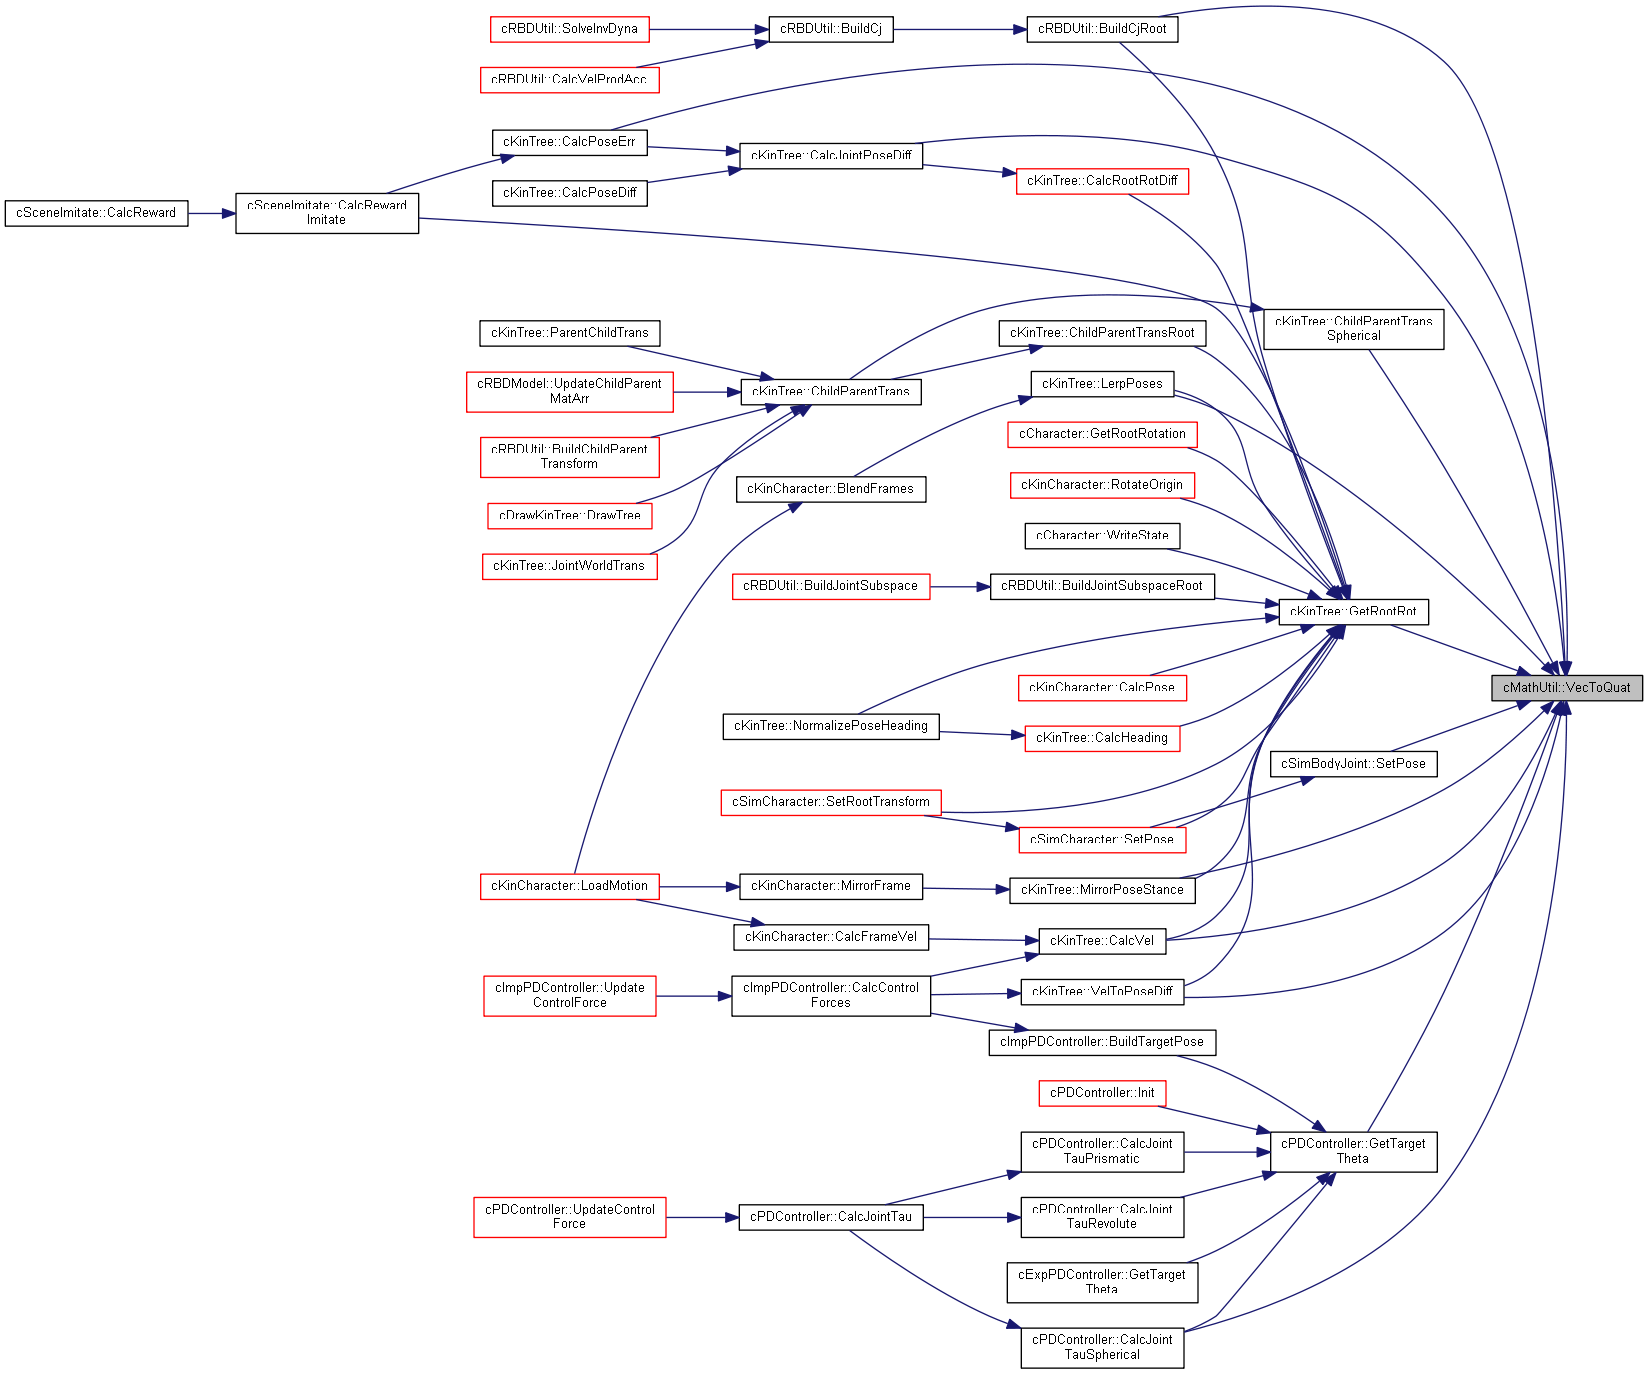 cRBDUtil::SolveInvDyna
cRBDUtil::BuildCj
cRBDUtil::BuildCjRoot
cRBDUtil::CalcVelProdAcc
cKinTree::CalcPoseErr
cKinTree::CalcJointPoseDiff
cKinTree::CalcPoseDiff
cKinTree::CalcRootRotDiff
cSceneImitate::CalcReward
cSceneImitate::CalcReward
Imitate
cKinTree::ParentChildTrans
cKinTree::ChildParentTransRoot
cKinTree::ChildParentTrans
Spherical
cRBDModel::UpdateChildParent
MatArr
cKinTree::ChildParentTrans
cKinTree::LerpPoses
cCharacter::GetRootRotation
cRBDUtil::BuildChildParent
Transform
cKinCharacter::BlendFrames
cKinCharacter::RotateOrigin
cDrawKinTree::DrawTree
cCharacter::WriteState
cKinTree::JointWorldTrans
cRBDUtil::BuildJointSubspace
cRBDUtil::BuildJointSubspaceRoot
cKinTree::GetRootRot
cKinCharacter::CalcPose
cMathUtil::VecToQuat
cKinTree::NormalizePoseHeading
cKinTree::CalcHeading
cSimBodyJoint::SetPose
cSimCharacter::SetRootTransform
cSimCharacter::SetPose
cKinCharacter::LoadMotion
cKinCharacter::MirrorFrame
cKinTree::MirrorPoseStance
cKinCharacter::CalcFrameVel
cKinTree::CalcVel
cImpPDController::Update
ControlForce
cImpPDController::CalcControl
Forces
cKinTree::VelToPoseDiff
cImpPDController::BuildTargetPose
cPDController::Init
cPDController::CalcJoint
TauPrismatic
cPDController::GetTarget
Theta
cPDController::UpdateControl
Force
cPDController::CalcJointTau
cPDController::CalcJoint
TauRevolute
cExpPDController::GetTarget
Theta
cPDController::CalcJoint
TauSpherical